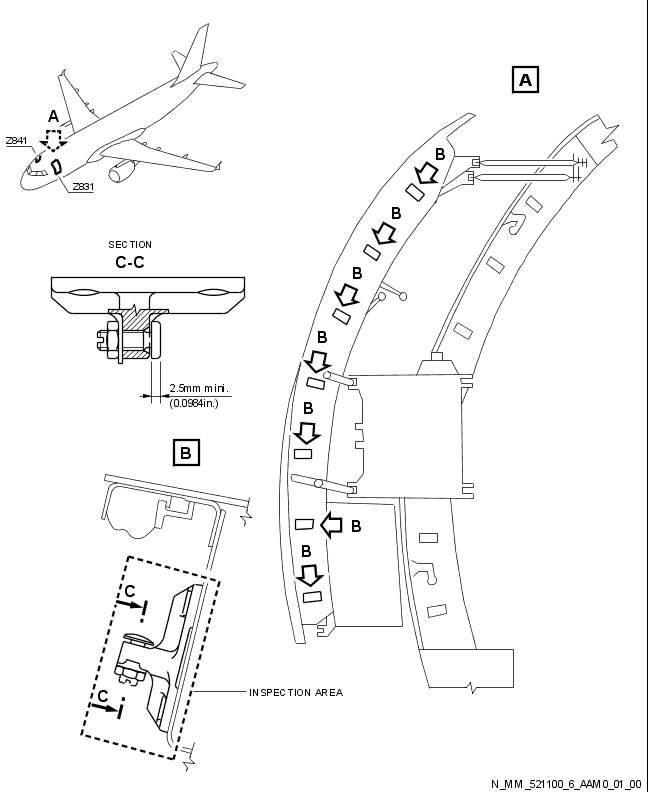 A
A
Z841
Z831
B
B
B
B
B
B
B
SECTION
C-C
2.5mm mini.
(0.0984in.)
B
C
C
INSPECTION AREA
N_MM_521100_6_AAM0_01_00